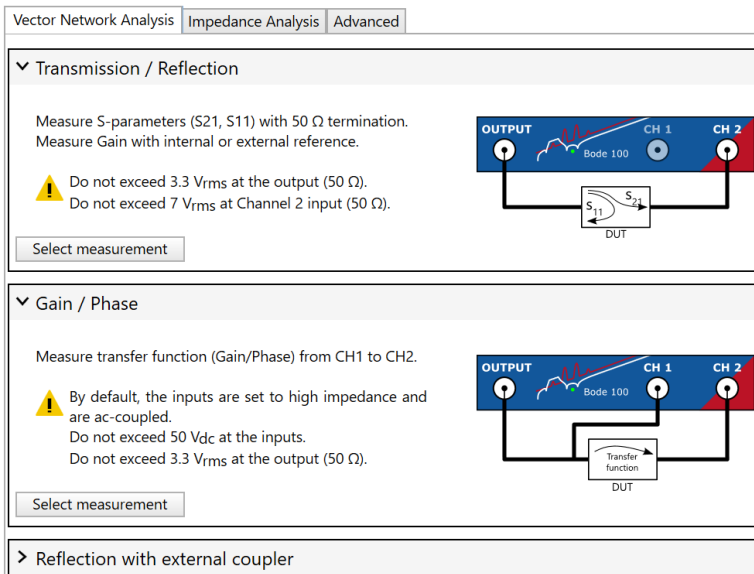 Vector Network Analysis Impedance Analysis Advanced
Transmission / Reflection
Measure S-parameters (S21, S11) with 50 Ω termination.
Measure Gain with internal or external reference.
Do not exceed 3.3 Vrms at the output (50 Ω).
Do not exceed 7 Vrms at Channel 2 input (50 Ω).
Select measurement
OUTPUT CH 1 CH 2
Bode 100
S11 S21
DUT
Gain / Phase
Measure transfer function (Gain/Phase) from CH1 to CH2.
By default, the inputs are set to high impedance and
are ac-coupled.
Do not exceed 50 Vdc at the inputs.
Do not exceed 3.3 Vrms at the output (50 Ω).
Select measurement
OUTPUT CH 1 CH 2
Bode 100
Transfer
function
DUT
Reflection with external coupler